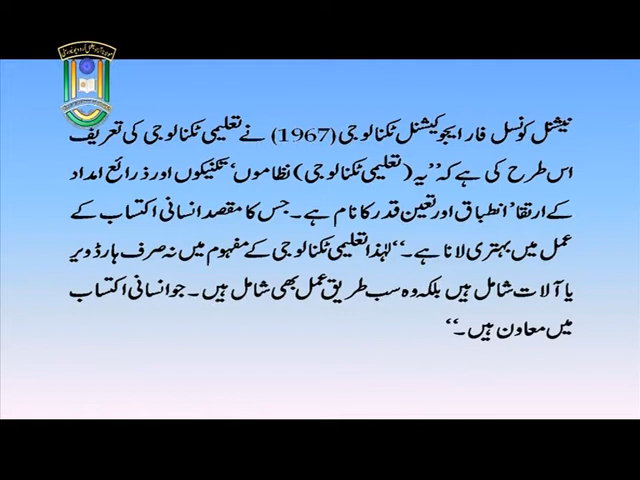 نیشنل کونسل فار ایجوکیشنل ٹکنالوجی (1967) نے تعلیمی ٹکنالوجی کی تعریف
اس طرح کی ہے کہ ’’یہ (تعلیمی ٹکنالوجی) نظاموں‘ تکنیکوں اور ذرائع امداد
کے ارتقا‘ انطباق اور تعین قدر کا نام ہے۔ جس کا مقصد انسانی اکتساب کے
عمل میں بہتری لانا ہے۔‘‘ لہٰذا تعلیمی ٹکنالوجی کے مفہوم میں نہ صرف ہارڈویر
یا آلات شامل ہیں بلکہ وہ سب طریق عمل بھی شامل ہیں۔ جو انسانی اکتساب
میں معاون ہیں۔‘‘